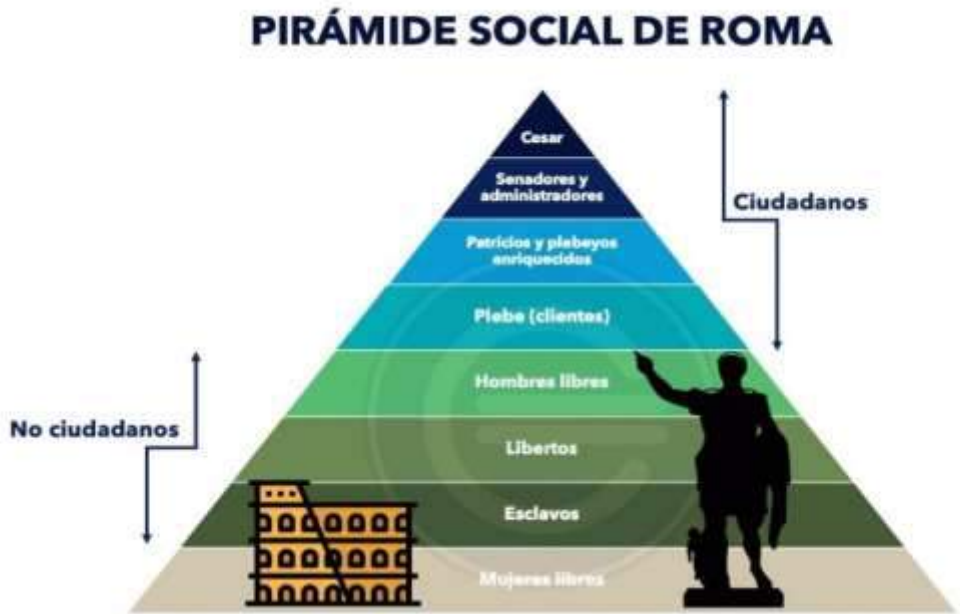 PIRÁMIDE SOCIAL DE ROMA
Cesar
Senadores y
administradores
Ciudadanos
Patricios y plebeyos
enriquecidos
Plebe (clientes)
Hombres libres
No ciudadanos
Libertos
Esclavos
Mujeres libres